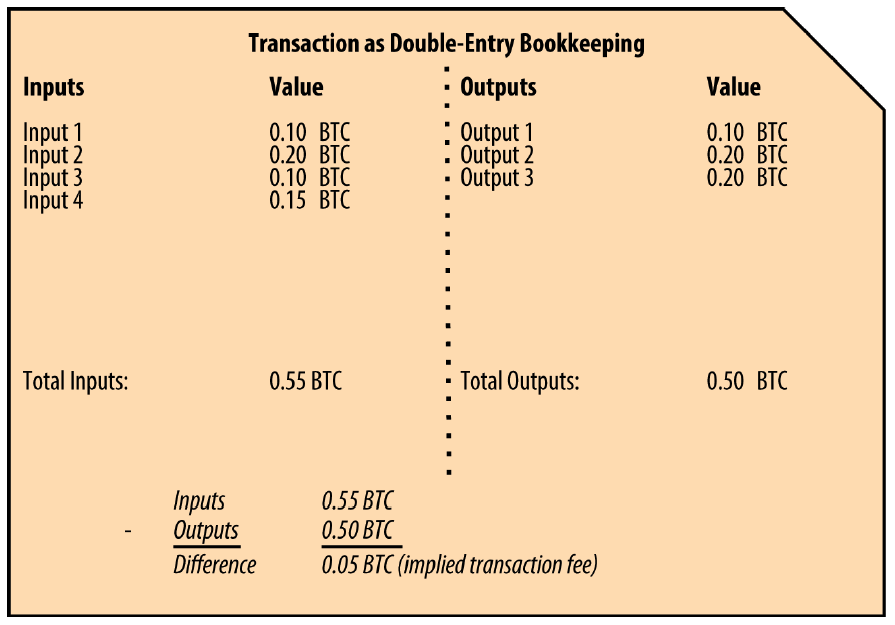 Transaction as Double-Entry Bookkeeping
Inputs Value Outputs Value
Input 1 0.10 BTC Output 1 0.10 BTC
Input 2 0.20 BTC Output 2 0.20 BTC
Input 3 0.10 BTC Output 3 0.20 BTC
Input 4 0.15 BTC
Total Inputs: 0.55 BTC Total Outputs: 0.50 BTC
Inputs 0.55 BTC
- Outputs 0.50 BTC
Difference 0.05 BTC (implied transaction fee)